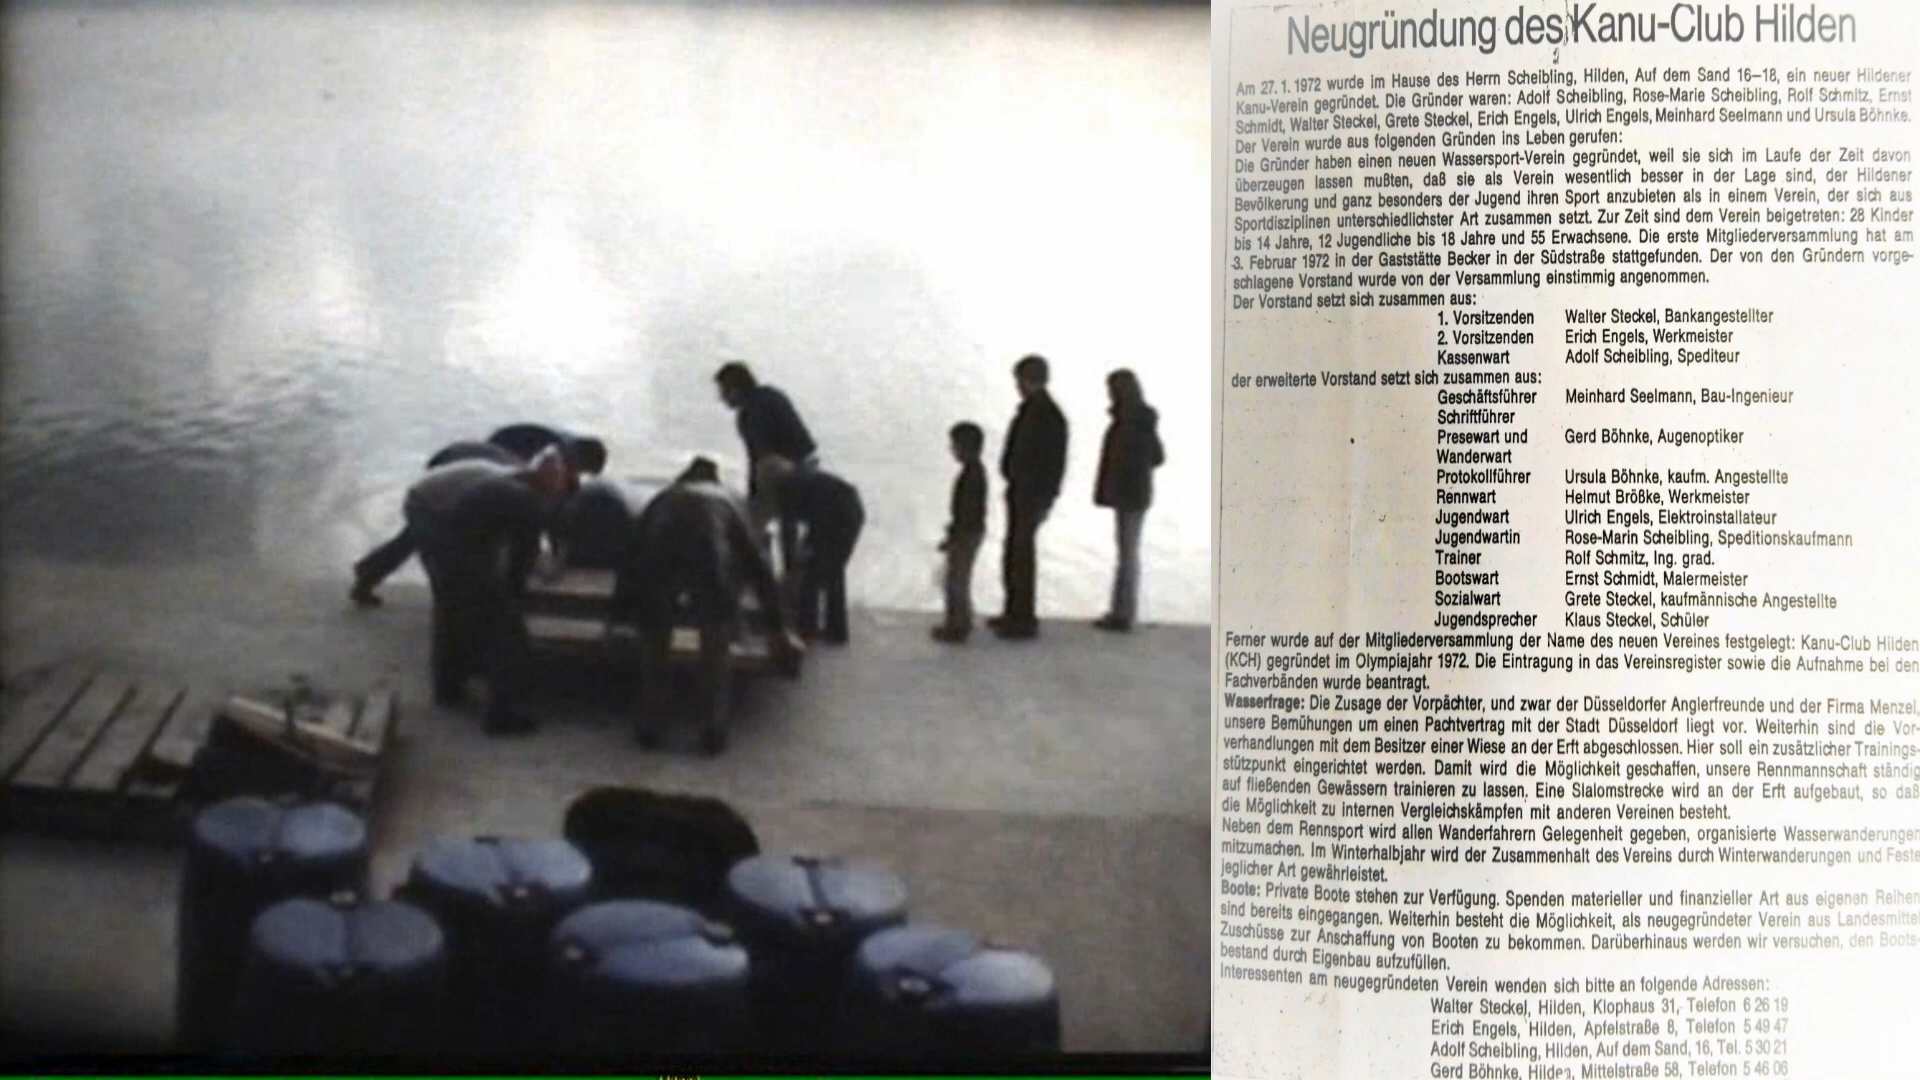 Neugründung des Kanu-Club Hilden
Am 27. 1. 1972 wurde im Hause des Herrn Scheibling, Hilden, Auf dem Sand 16–18, ein neuer Hildener
Kanu-Verein gegründet. Die Gründer waren: Adolf Scheibling, Rose-Marie Scheibling, Rolf Schmitz, Ernst
Schmidt, Walter Steckel, Grete Steckel, Erich Engels, Ulrich Engels, Meinhard Seelmann und Ursula Böhnke.
Der Verein wurde aus folgenden Gründen ins Leben gerufen:
Die Gründer haben einen neuen Wassersport-Verein gegründet, weil sie sich im Laufe der Zeit davon
überzeugen lassen mußten, daß sie als Verein wesentlich besser in der Lage sind, der Hildener
Bevölkerung und ganz besonders der Jugend ihren Sport anzubieten als in einem Verein, der sich aus
Sportdisziplinen unterschiedlichster Art zusammen setzt. Zur Zeit sind dem Verein beigetreten: 28 Kinder
bis 14 Jahre, 12 Jugendliche bis 18 Jahre und 55 Erwachsene. Die erste Mitgliederversammlung hat am
3. Februar 1972 in der Gaststätte Becker in der Südstraße stattgefunden. Der von den Gründern vorge-
schlagene Vorstand wurde von der Versammlung einstimmig angenommen.
Der Vorstand setzt sich zusammen aus:
1. Vorsitzenden Walter Steckel, Bankangestellter
2. Vorsitzenden Erich Engels, Werkmeister
Kassenwart Adolf Scheibling, Spediteur
der erweiterte Vorstand setzt sich zusammen aus:
Geschäftsführer Meinhard Seelmann, Bau-Ingenieur
Schriftführer
Presewart und Gerd Böhnke, Augenoptiker
Wanderwart
Protokollführer Ursula Böhnke, kaufm. Angestellte
Rennwart Helmut Brößke, Werkmeister
Jugendwart Ulrich Engels, Elektroinstallateur
Jugendwartin Rose-Marin Scheibling, Speditionskaufmann
Trainer Rolf Schmitz, Ing. grad.
Bootswart Ernst Schmidt, Malermeister
Sozialwart Grete Steckel, kaufmännische Angestellte
Jugendsprecher Klaus Steckel, Schüler
Ferner wurde auf der Mitgliederversammlung der Name des neuen Vereines festgelegt: Kanu-Club Hilden
(KCH) gegründet im Olympiajahr 1972. Die Eintragung in das Vereinsregister sowie die Aufnahme bei den
Fachverbänden wurde beantragt.
Wasserfrage: Die Zusage der Vorpächter, und zwar der Düsseldorfer Anglerfreunde und der Firma Menzel,
unsere Bemühungen um einen Pachtvertrag mit der Stadt Düsseldorf liegt vor. Weiterhin sind die Vor-
verhandlungen mit dem Besitzer einer Wiese an der Erft abgeschlossen. Hier soll ein zusätzlicher Trainings-
stützpunkt eingerichtet werden. Damit wird die Möglichkeit geschaffen, unsere Rennmannschaft ständig
auf fließenden Gewässern trainieren zu lassen. Eine Slalomstrecke wird an der Erft aufgebaut, so daß
die Möglichkeit zu internen Vergleichskämpfen mit anderen Vereinen besteht.
Neben dem Rennsport wird allen Wanderfahrern Gelegenheit gegeben, organisierte Wasserwanderungen
mitzumachen. Im Winterhalbjahr wird der Zusammenhalt des Vereins durch Winterwanderungen und Feste
jeglicher Art gewährleistet.
Boote: Private Boote stehen zur Verfügung. Spenden materieller und finanzieller Art aus eigenen Reihen
sind bereits eingegangen. Weiterhin besteht die Möglichkeit, als neugegründeter Verein aus Landesmittel
Zuschüsse zur Anschaffung von Booten zu bekommen. Darüberhinaus werden wir versuchen, den Boots-
bestand durch Eigenbau aufzufüllen.
Interessenten am neugegründeten Verein wenden sich bitte an folgende Adressen:
Walter Steckel, Hilden, Klophaus 31, Telefon 6 26 19
Erich Engels, Hilden, Apfelstraße 8, Telefon 5 49 47
Adolf Scheibling, Hilden, Auf dem Sand, 16, Tel. 5 30 21
Gerd Böhnke, Hilden, Mittelstraße 58, Telefon 5 46 06